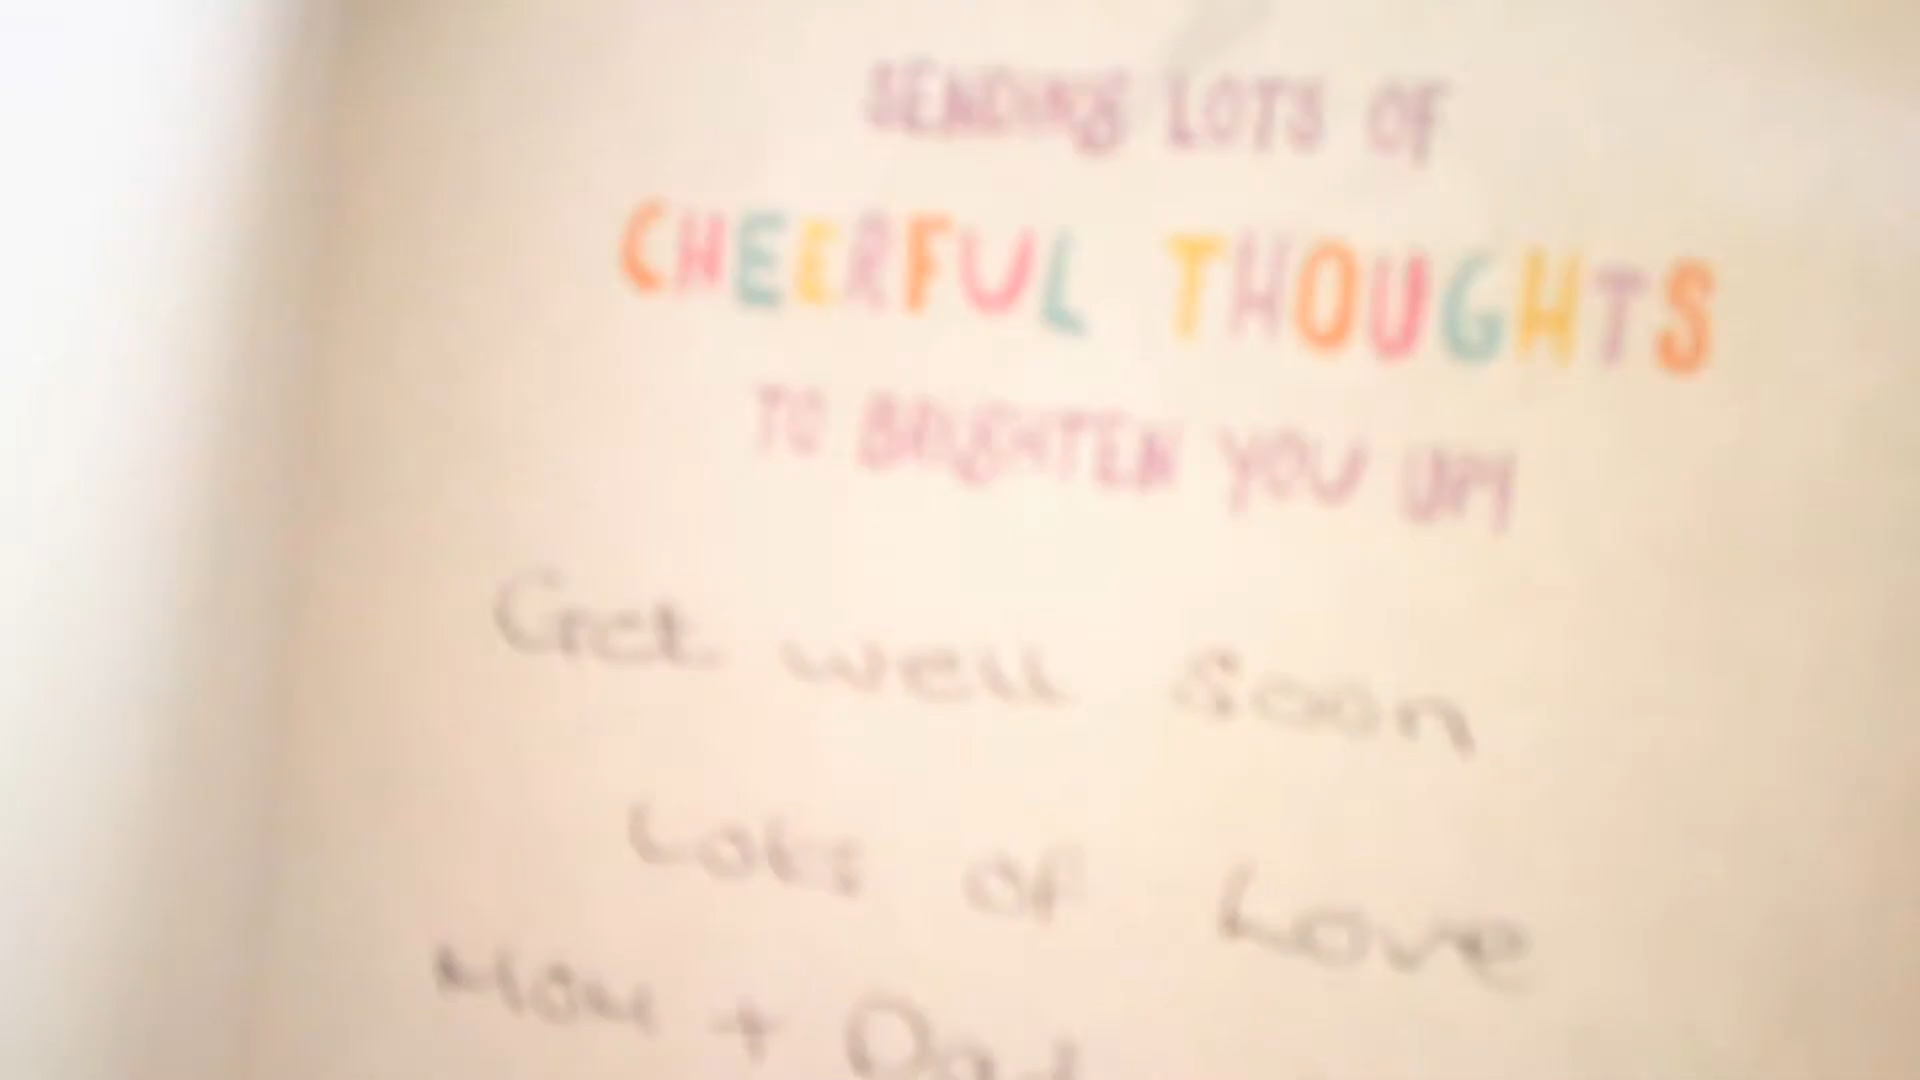 SENDING LOTS OF
CHEERFUL THOUGHTS
TO BRIGHTEN YOU UP!
Get well soon
Lots of Love
Mom + Dad